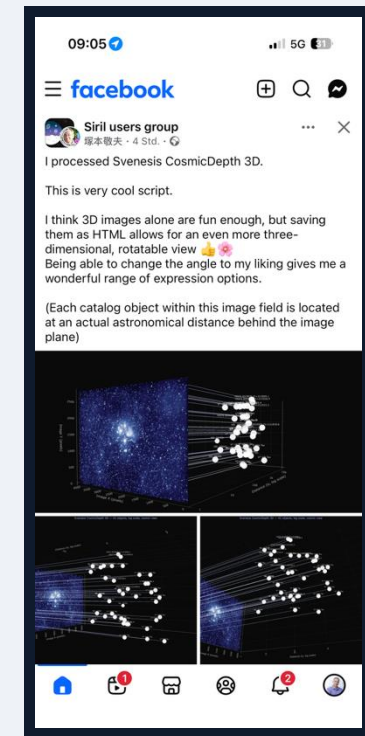 09:05
5G 31
facebook
Siril users group
塚本敬夫 · 4 Std. ·
I processed Svenesis CosmicDepth 3D.
This is very cool script.
I think 3D images alone are fun enough, but saving
them as HTML allows for an even more three-
dimensional, rotatable view 👍🌸
Being able to change the angle to my liking gives me a
wonderful range of expression options.
(Each catalog object within this image field is located
at an actual astronomical distance behind the image
plane)
1
2